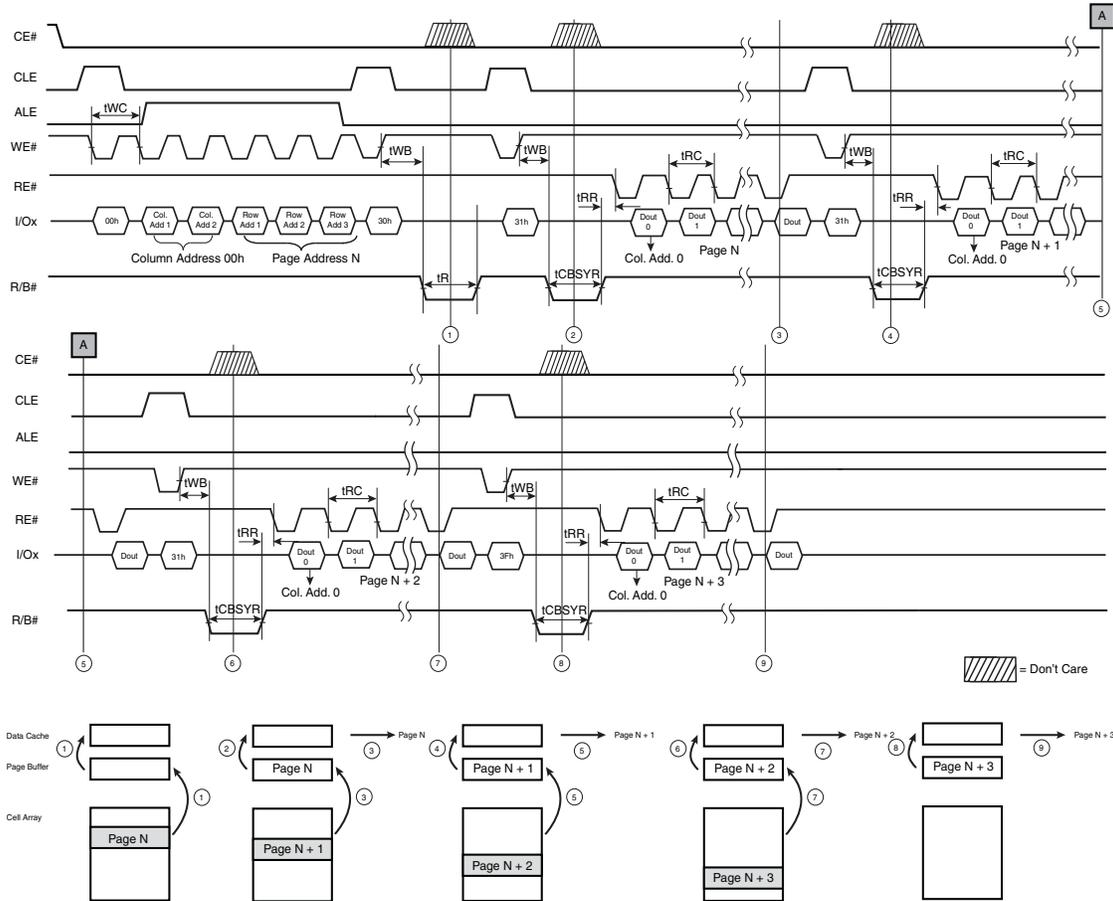 A
CE#
CLE
ALE
tWC
WE#
tWB
tWB
tWB
RE#
tRC
tRC
tRR
tRR
I/Ox
00h
Col. Add 1
Col. Add 2
Row Add 1
Row Add 2
Row Add 3
30h
31h
Dout 0
Dout 1
Dout
31h
Dout 0
Dout 1
Column Address 00h
Page Address N
Col. Add. 0
Page N
Col. Add. 0
Page N + 1
R/B#
tR
tCBSYR
tCBSYR
1
2
3
4
5
A
CE#
CLE
ALE
WE#
tWB
tWB
RE#
tRC
tRC
tRR
tRR
I/Ox
Dout
31h
Dout 0
Dout 1
Dout
3Fh
Dout 0
Dout 1
Dout
Page N + 2
Page N + 3
Col. Add. 0
Col. Add. 0
R/B#
tCBSYR
tCBSYR
5
6
7
8
9
= Don't Care
Data Cache
1
2
3
Page N
4
5
Page N + 1
6
7
Page N + 2
8
9
Page N + 3
Page Buffer
Page N
Page N + 1
Page N + 2
Page N + 3
1
3
5
7
Cell Array
Page N
Page N + 1
Page N + 2
Page N + 3